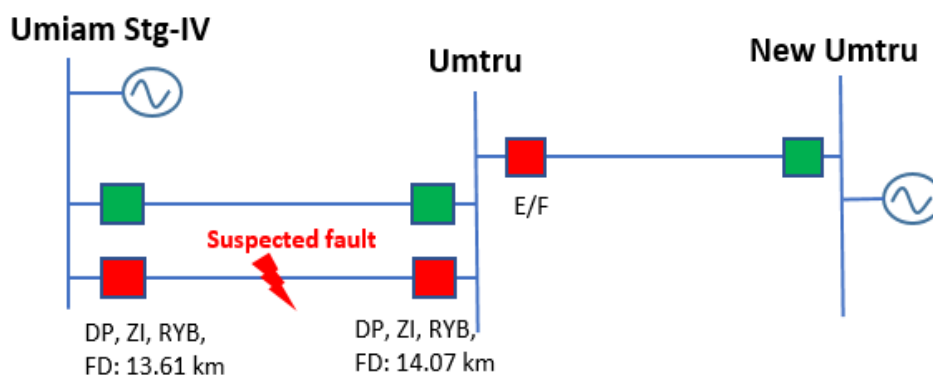 Umiam Stg-IV
Umtru
New Umtru
E/F
Suspected fault
DP, ZI, RYB,
FD: 13.61 km
DP, ZI, RYB,
FD: 14.07 km